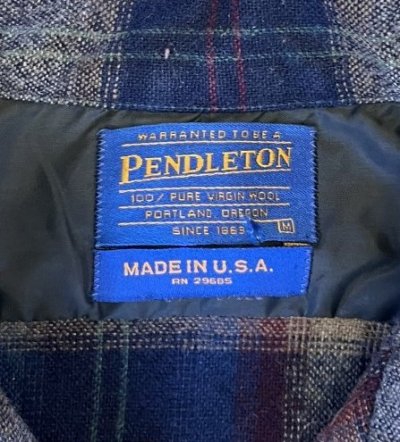 WARRANTED TO BE A
PENDLETON
100% PURE VIRGIN WOOL
PORTLAND, OREGON
SINCE 1863 M
MADE IN U.S.A.
RN 29685